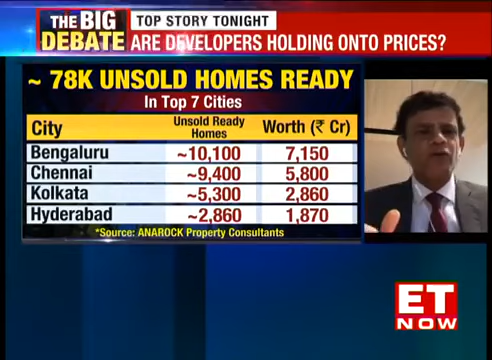 THE BIG DEBATE
TOP STORY TONIGHT
ARE DEVELOPERS HOLDING ONTO PRICES?
~ 78K UNSOLD HOMES READY
In Top 7 Cities
City Unsold Ready Homes Worth (₹ Cr)
Bengaluru ~10,100 7,150
Chennai ~9,400 5,800
Kolkata ~5,300 2,860
Hyderabad ~2,860 1,870
*Source: ANAROCK Property Consultants
ET
NOW